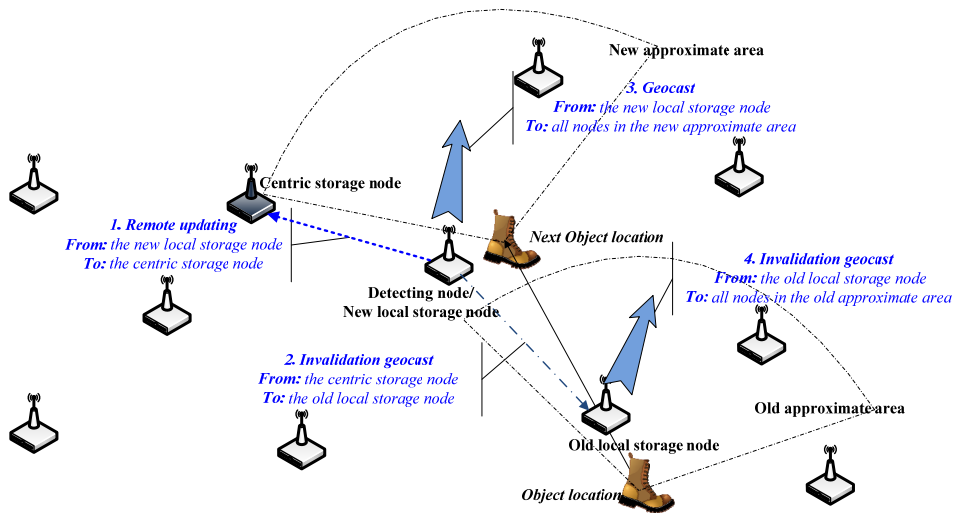 New approximate area
3. Geocast
From: the new local storage node
To: all nodes in the new approximate area
Centric storage node
1. Remote updating
From: the new local storage node
To: the centric storage node
Next Object location
4. Invalidation geocast
From: the old local storage node
To: all nodes in the old approximate area
Detecting node/
New local storage node
2. Invalidation geocast
From: the centric storage node
To: the old local storage node
Old approximate area
Old local storage node
Object location